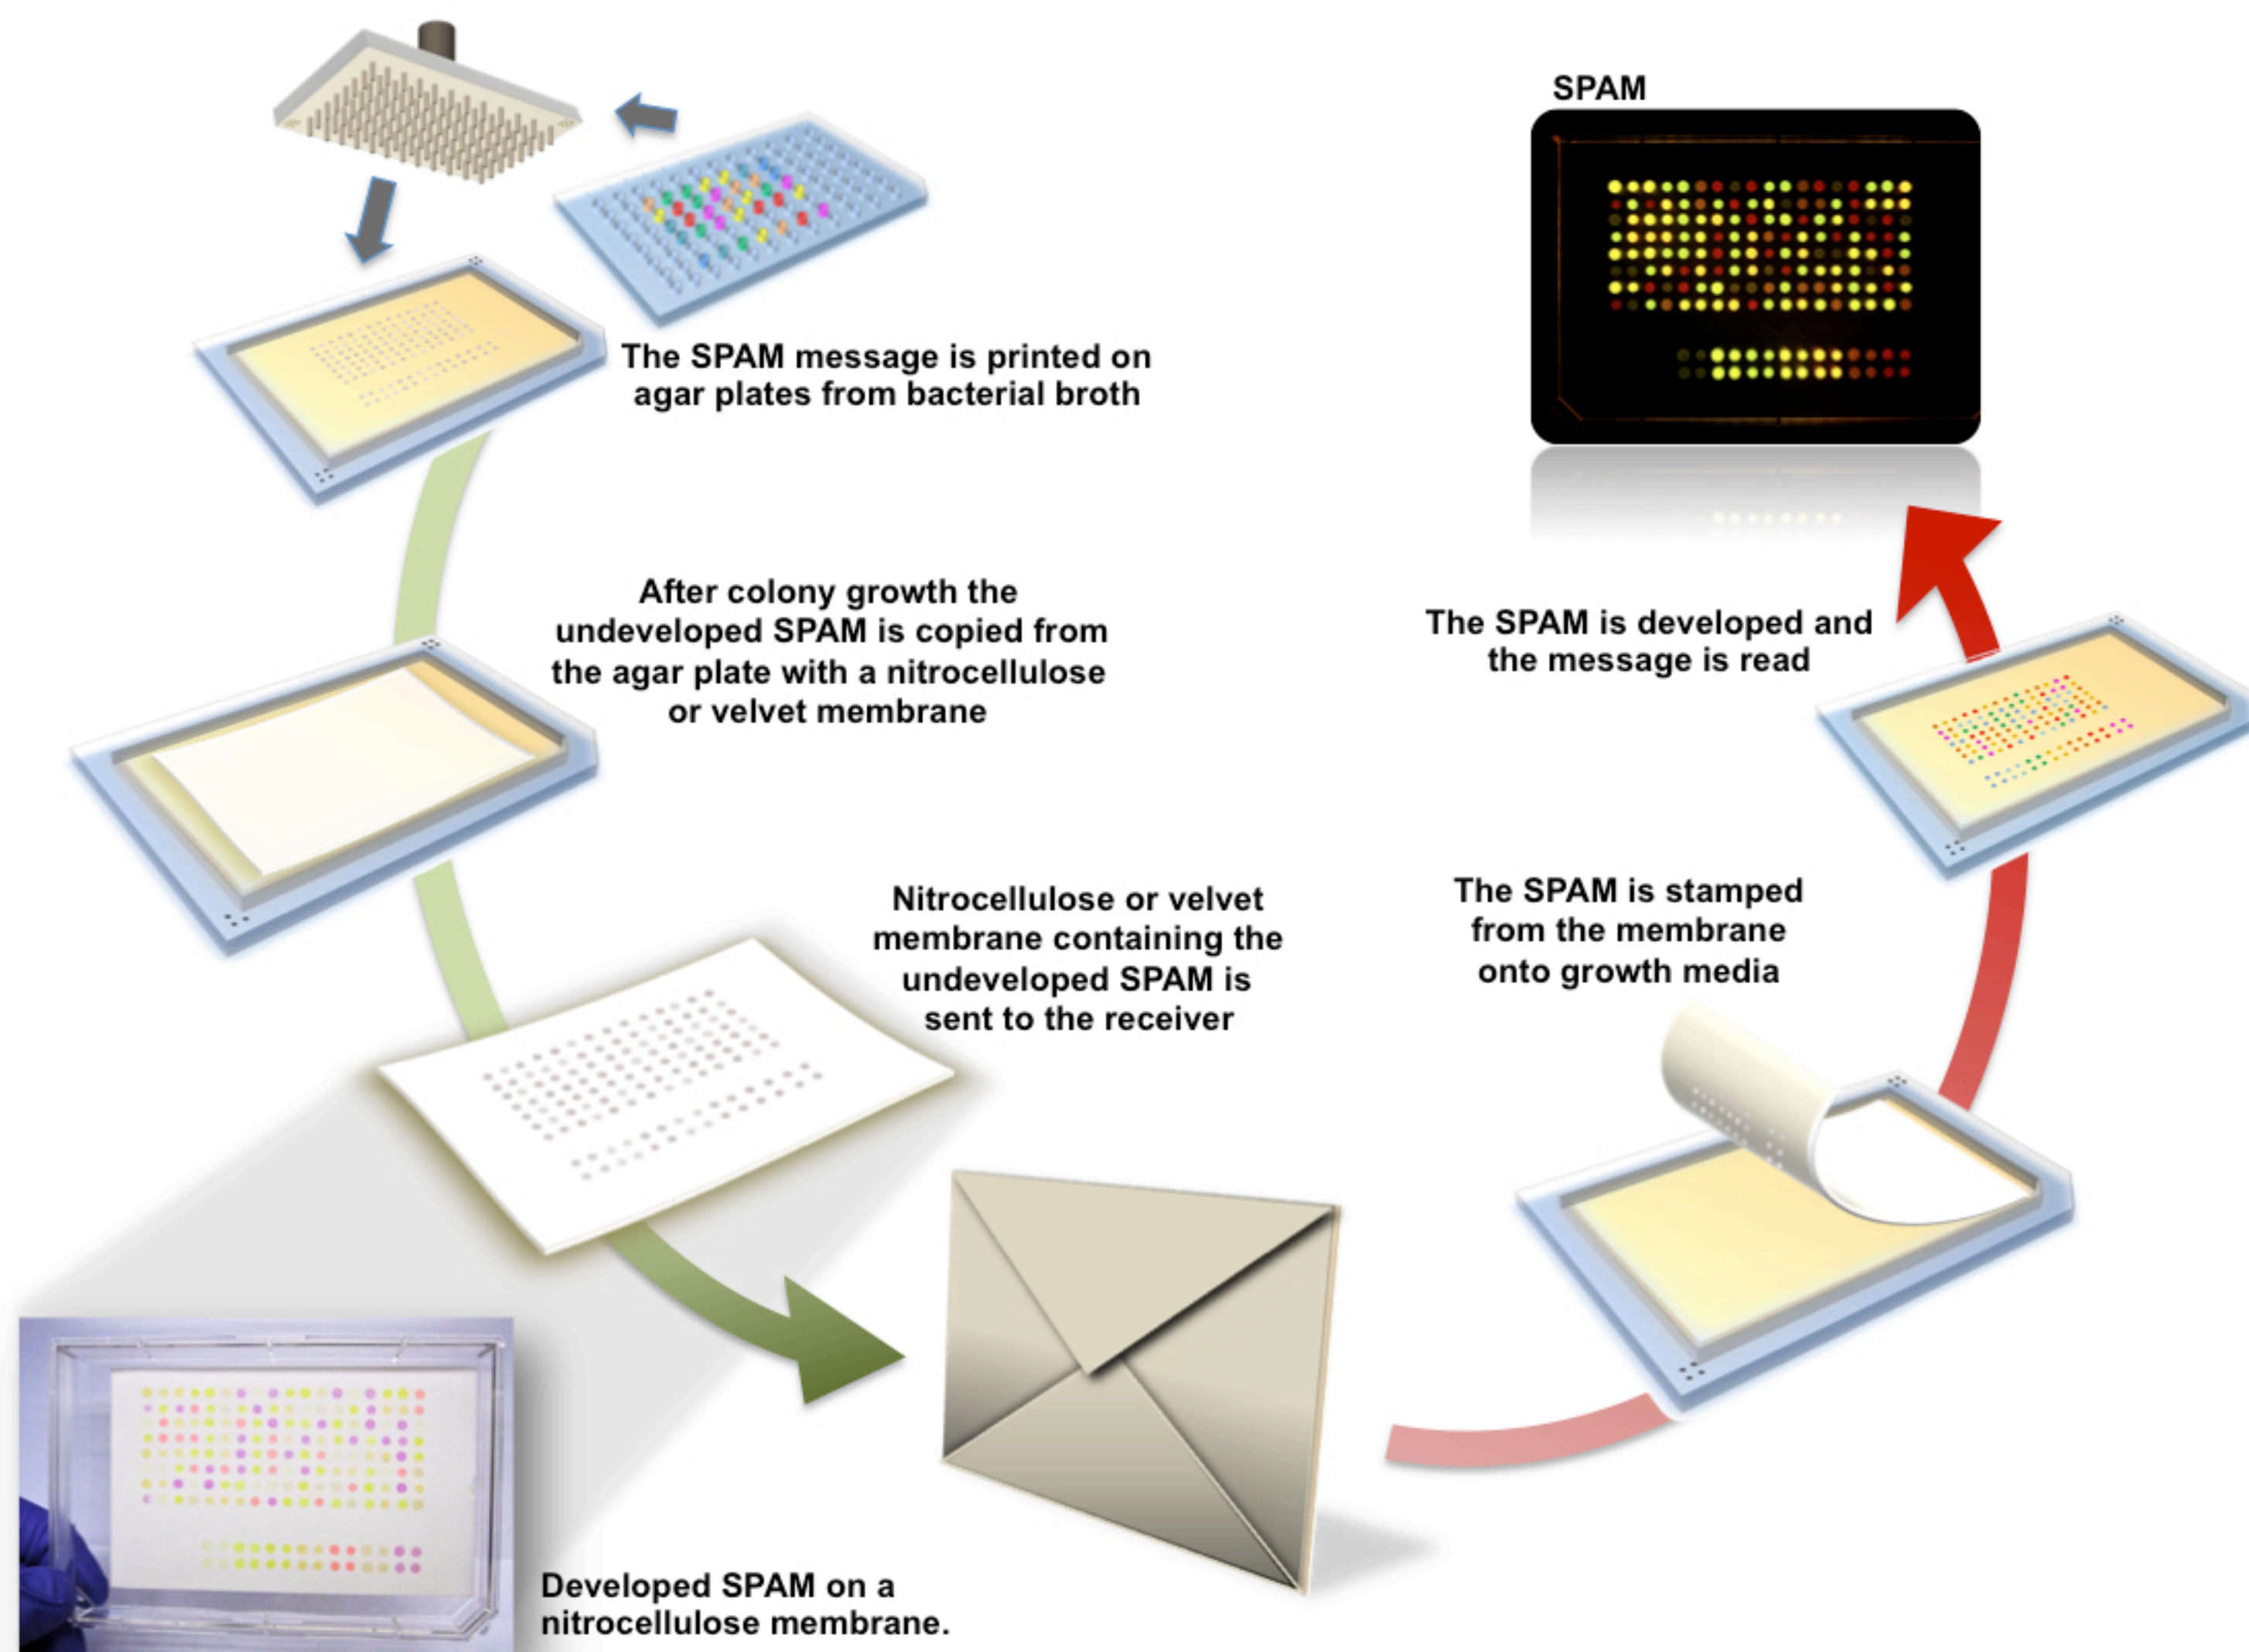 The SPAM message is printed on
agar plates from bacterial broth
After colony growth the
undeveloped SPAM is copied from
the agar plate with a nitrocellulose
or velvet membrane
Nitrocellulose or velvet
membrane containing the
undeveloped SPAM is
sent to the receiver
Developed SPAM on a
nitrocellulose membrane.
The SPAM is stamped
from the membrane
onto growth media
The SPAM is developed and
the message is read
SPAM